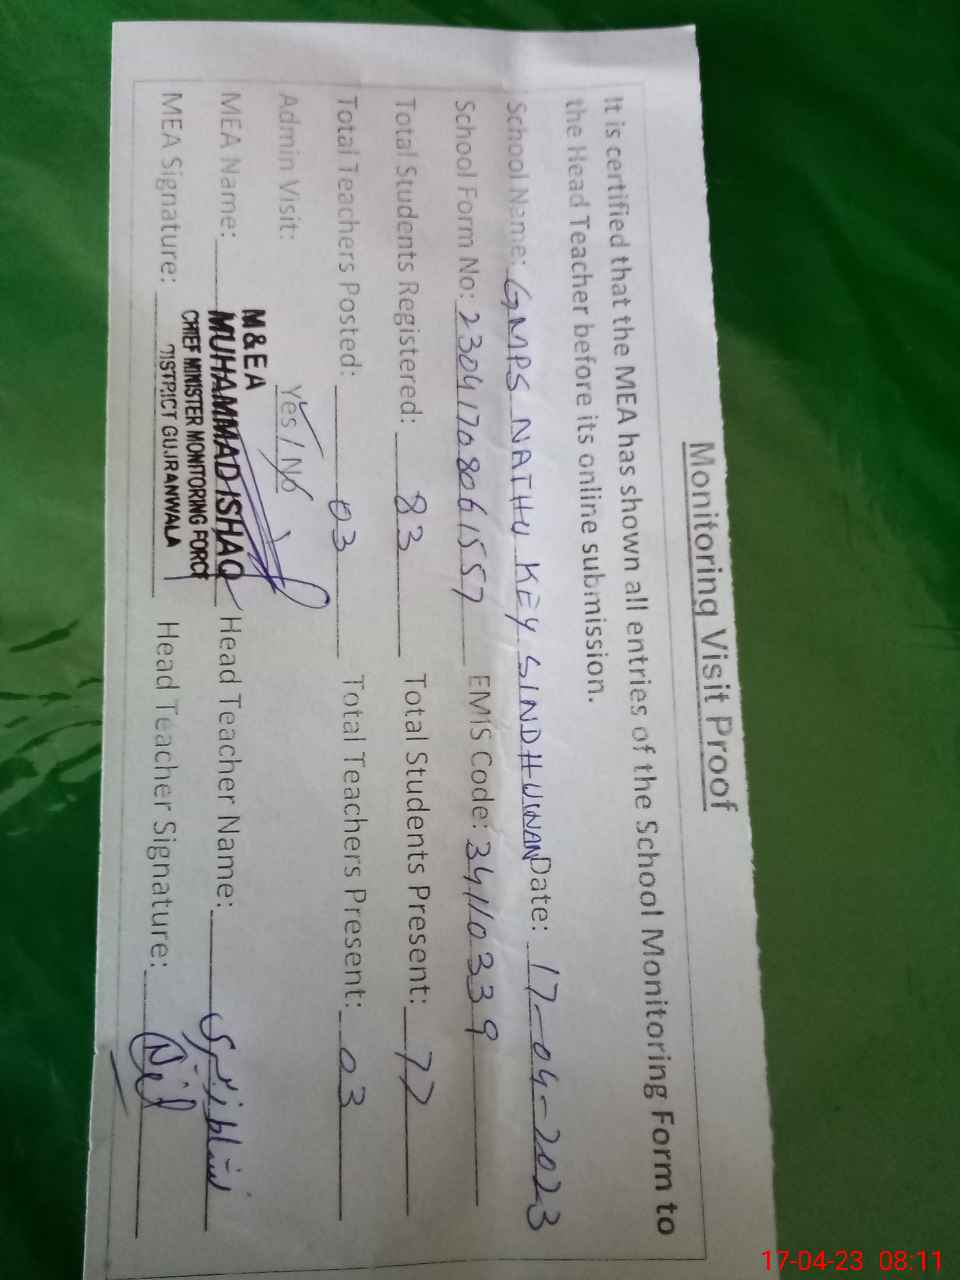 Monitoring Visit Proof
It is certified that the MEA has shown all entries of the School Monitoring Form to
the Head Teacher before its online submission.
School Name: GMPS NATHU KEY SINDHUWAN Date: 17-04-2023
School Form No: 23041708061557 EMIS Code: 34110339
Total Students Registered: 83 Total Students Present: 77
Total Teachers Posted: 03 Total Teachers Present: 03
Admin Visit: Yes / No
M&EA
MEA Name: MUHAMMAD ISHAQ Head Teacher Name:
CHIEF MINISTER MONITORING FORCE
MEA Signature: DISTRICT GUJRANWALA Head Teacher Signature:
17-04-23 08:11